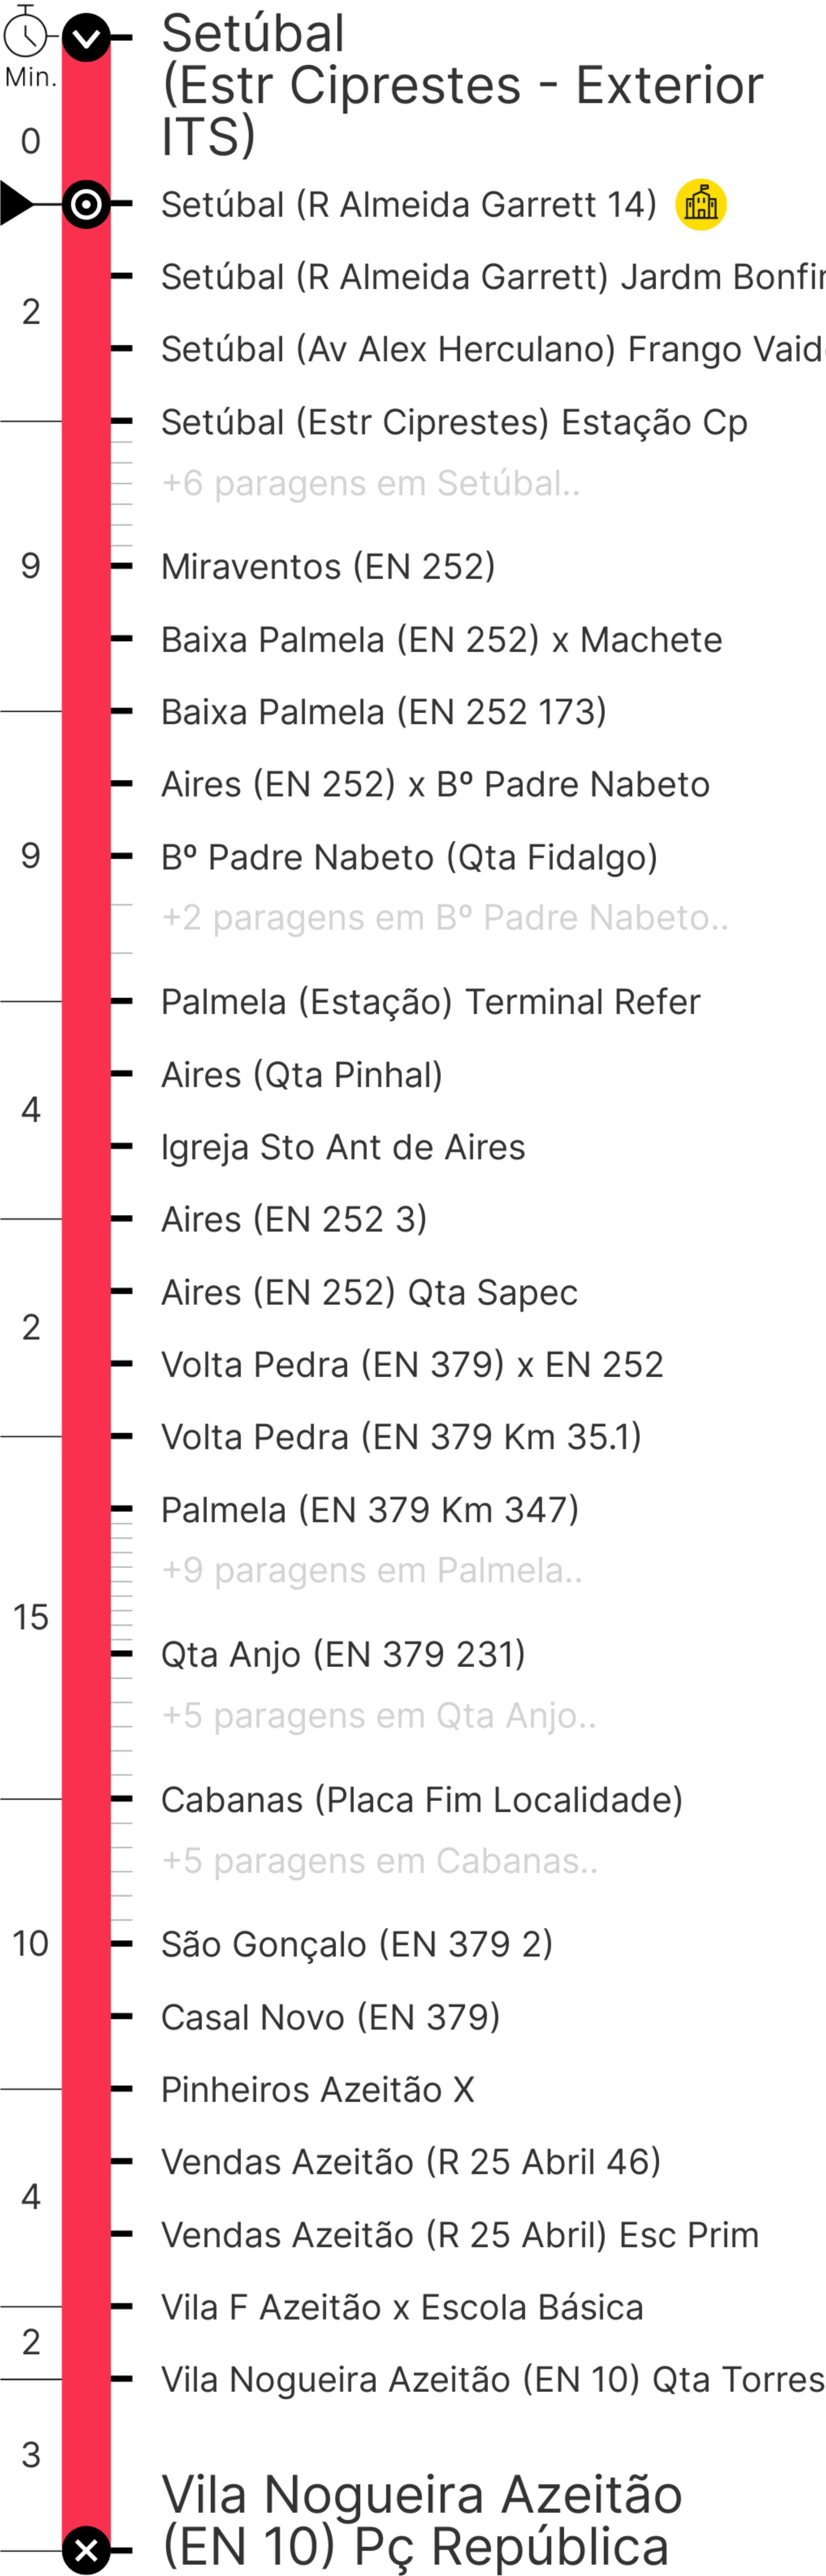 Setúbal
(Estr Ciprestes - Exterior
ITS)
Min.
0
Setúbal (R Almeida Garrett 14)
Setúbal (R Almeida Garrett) Jardm
2
Setúbal (Av Alex Herculano) Frango
Setúbal (Estr Ciprestes) Estação Cp
+6 paragens em Setúbal..
9
Miraventos (EN 252)
Baixa Palmela (EN 252) x Machete
Baixa Palmela (EN 252 173)
Aires (EN 252) x Bº Padre Nabeto
9
Bº Padre Nabeto (Qta Fidalgo)
+2 paragens em Bº Padre Nabeto..
Palmela (Estação) Terminal Refer
Aires (Qta Pinhal)
4
Igreja Sto Ant de Aires
Aires (EN 252 3)
Aires (EN 252) Qta Sapec
2
Volta Pedra (EN 379) x EN 252
Volta Pedra (EN 379 Km 35.1)
Palmela (EN 379 Km 347)
+9 paragens em Palmela..
15
Qta Anjo (EN 379 231)
+5 paragens em Qta Anjo..
Cabanas (Placa Fim Localidade)
+5 paragens em Cabanas..
10
São Gonçalo (EN 379 2)
Casal Novo (EN 379)
Pinheiros Azeitão X
Vendas Azeitão (R 25 Abril 46)
4
Vendas Azeitão (R 25 Abril) Esc Prim
Vila F Azeitão x Escola Básica
2
Vila Nogueira Azeitão (EN 10) Qta Torres
3
Vila Nogueira Azeitão
(EN 10) Pç República